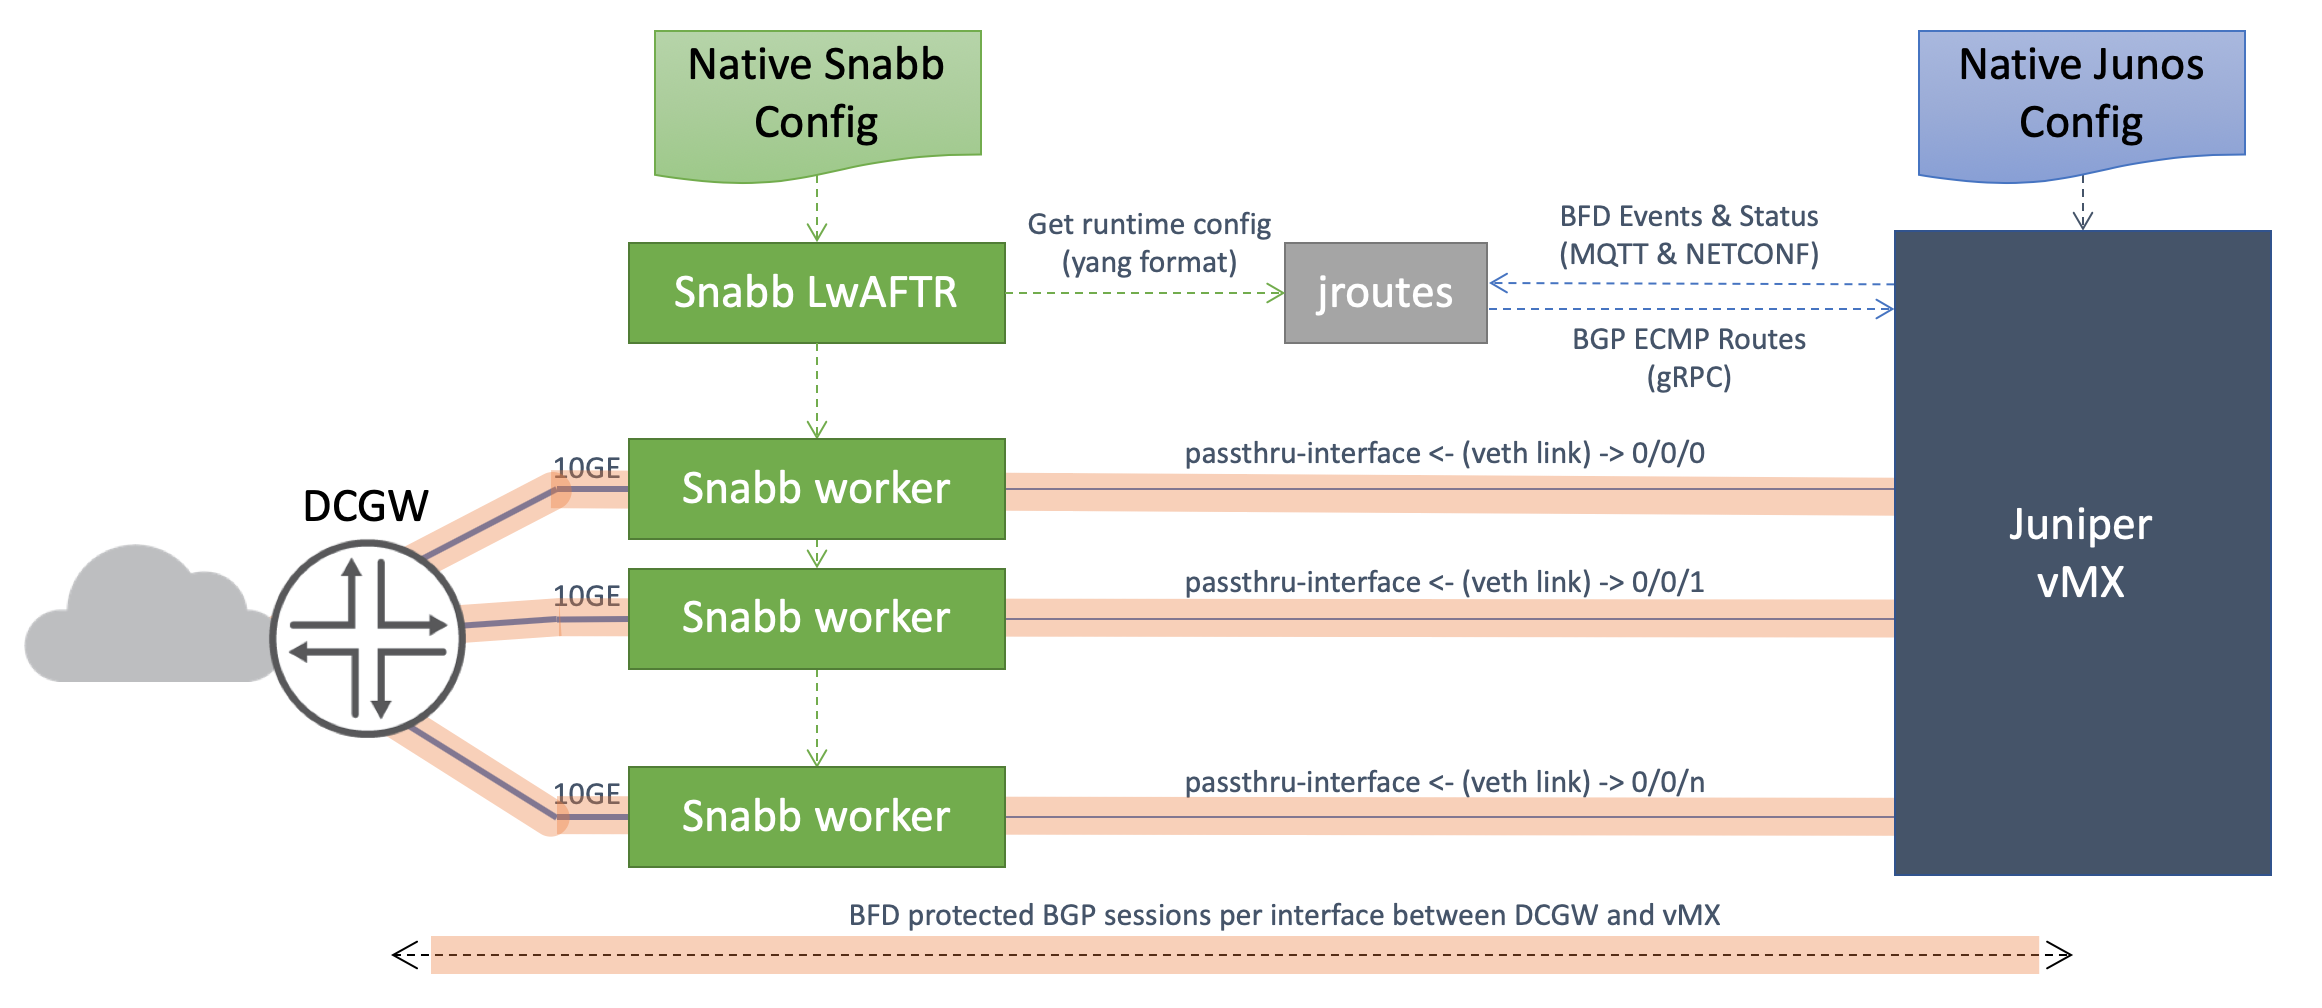 Native Snabb
Config
Native Junos
Config
Get runtime config
(yang format)
BFD Events & Status
(MQTT & NETCONF)
Snabb LwAFTR
jroutes
BGP ECMP Routes
(gRPC)
10GE
Snabb worker
passthru-interface <- (veth link) -> 0/0/0
DCGW
Juniper
vMX
10GE
Snabb worker
passthru-interface <- (veth link) -> 0/0/1
10GE
Snabb worker
passthru-interface <- (veth link) -> 0/0/n
BFD protected BGP sessions per interface between DCGW and vMX